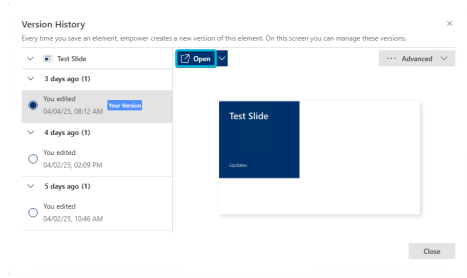 Version History
Every time you save an element, empower creates a new version of this element. On this screen you can manage these versions.
Test Slide
Open
Advanced
3 days ago (1)
You edited
04/04/25, 08:12 AM
Your Version
4 days ago (1)
You edited
04/02/25, 02:09 PM
5 days ago (1)
You edited
04/02/25, 10:46 AM
Test Slide
Updates
Close